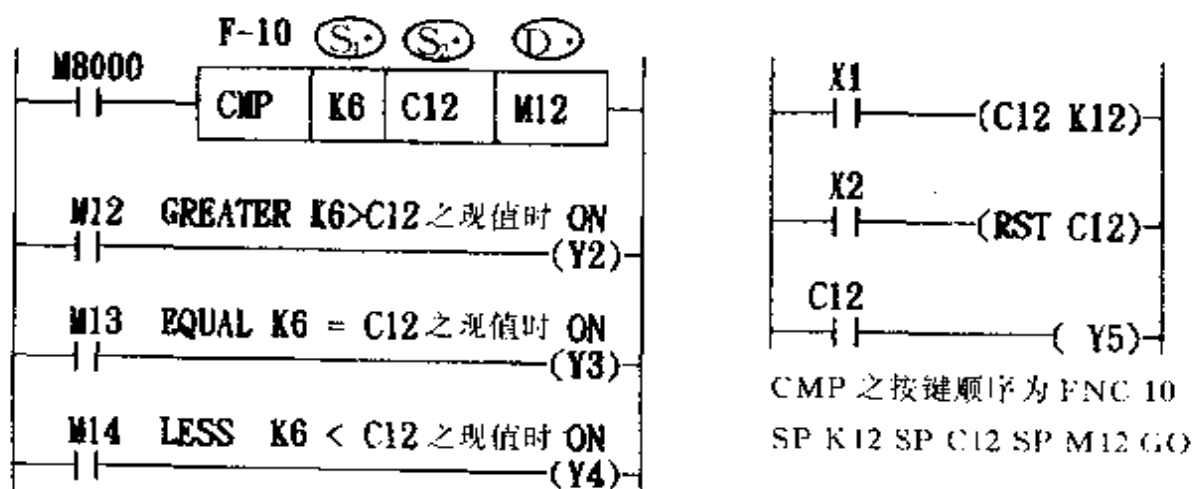 F-10 S₁· S₂· D·
M8000
CMP K6 C12 M12
M12 GREATER K6>C12之现值时 ON
(Y2)
M13 EQUAL K6 = C12之现值时 ON
(Y3)
M14 LESS K6 < C12之现值时 ON
(Y4)
X1
(C12 K12)
X2
(RST C12)
C12
( Y5)
CMP 之按键顺序为 FNC 10
SP K12 SP C12 SP M12 GO